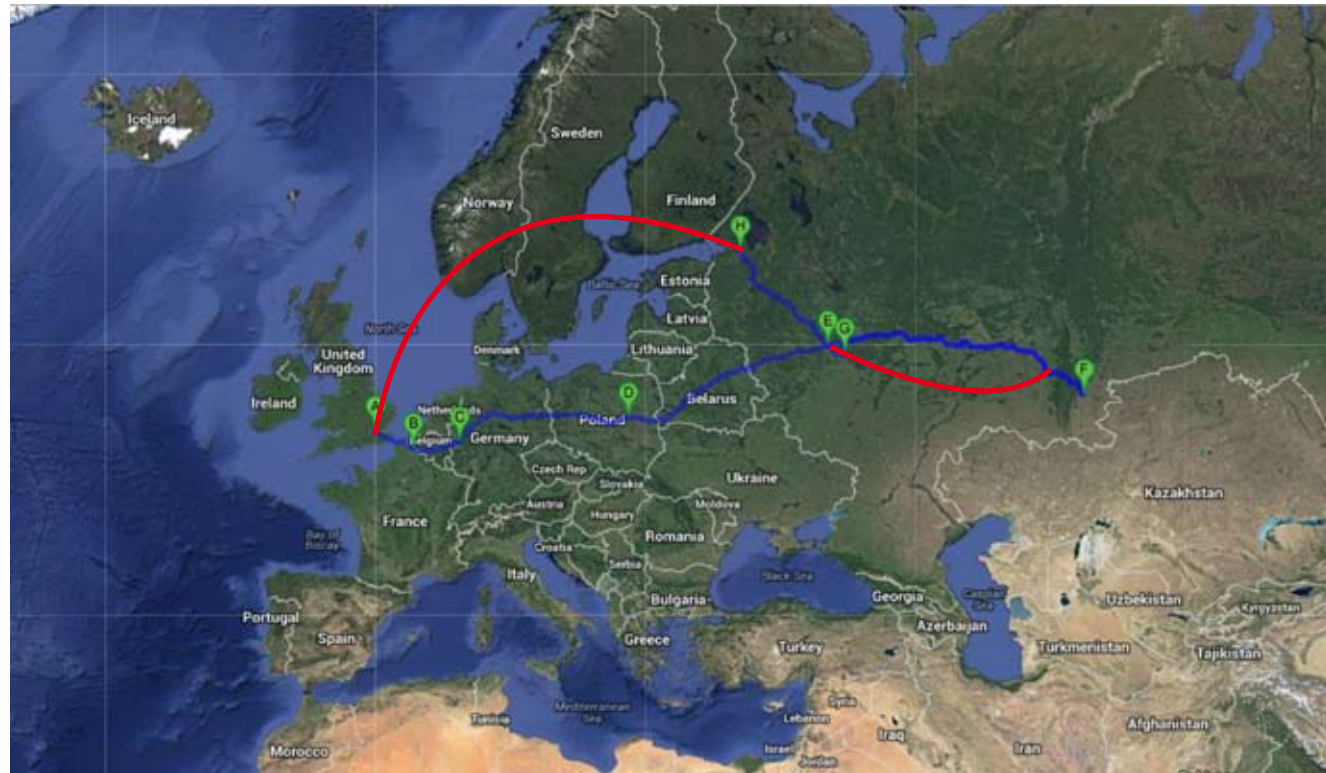 Iceland
Sweden
Finland
Norway
H
Estonia
Baltic Sea
Latvia
North Sea
E
G
Denmark
Lithuania
United
Kingdom
F
D
Ireland
A
Netherlands
Belarus
B
C
Poland
Belgium
Germany
Czech Rep
Ukraine
Slovakia
Kazakhstan
Austria
Moldova
Hungary
France
Bay of
Biscay
Romania
Croatia
Serbia
Italy
Black Sea
Bulgaria
Georgia
Caspian
Sea
Uzbekistan
Kyrgyzstan
Portugal
Azerbaijan
Spain
Greece
Turkey
Turkmenistan
Tajikistan
Syria
Mediterranean
Sea
Tunisia
Lebanon
Afghanistan
Iraq
Iran
Morocco
Israel
Jordan